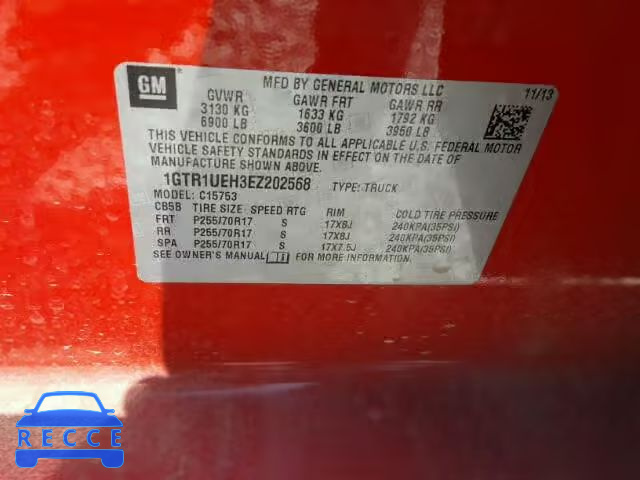 GM
MFD BY GENERAL MOTORS LLC
11/13
GVWR GAWR FRT GAWR RR
3130 KG 1633 KG 1792 KG
6900 LB 3600 LB 3950 LB
THIS VEHICLE CONFORMS TO ALL APPLICABLE U.S. FEDERAL MOTOR
VEHICLE SAFETY STANDARDS IN EFFECT ON THE DATE OF
MANUFACTURE SHOWN ABOVE.
1GTR1UEH3EZ202568 TYPE: TRUCK
MODEL: C15753
CB5B TIRE SIZE SPEED RTG RIM COLD TIRE PRESSURE
FRT P255/70R17 S 17X8J 240KPA(35PSI)
RR P255/70R17 S 17X8J 240KPA(35PSI)
SPA P255/70R17 S 17X7.5J 240KPA(35PSI)
SEE OWNER'S MANUAL FOR MORE INFORMATION.
RECCE